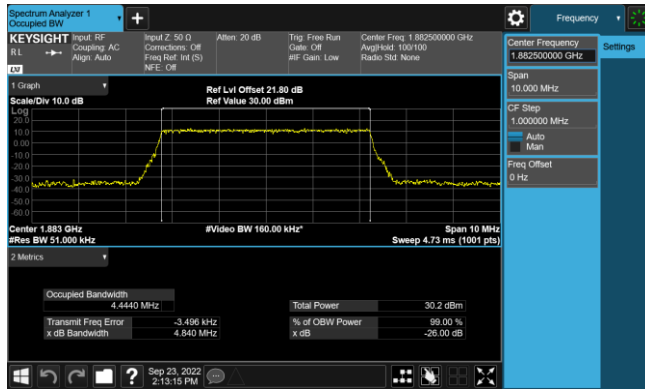 Spectrum Analyzer 1
Occupied BW
Frequency
KEYSIGHT
R L
LXI
Input: RF
Coupling: AC
Align: Auto
Input Z: 50 Ω
Corrections: Off
Freq Ref: Int (S)
NFE: Off
Atten: 20 dB
Trig: Free Run
Gate: Off
#IF Gain: Low
Center Freq: 1.882500000 GHz
Avg|Hold: 100/100
Radio Std: None
Center Frequency
1.882500000 GHz
Settings
Span
10.000 MHz
CF Step
1.000000 MHz
Auto
Man
Freq Offset
0 Hz
1 Graph
Scale/Div 10.0 dB
Ref Lvl Offset 21.80 dB
Ref Value 30.00 dBm
Log
20.0
10.0
0.00
-10.0
-20.0
-30.0
-40.0
-50.0
-60.0
Center 1.883 GHz
#Video BW 160.00 kHz*
Span 10 MHz
#Res BW 51.000 kHz
Sweep 4.73 ms (1001 pts)
2 Metrics
Occupied Bandwidth
4.4440 MHz
Total Power 30.2 dBm
Transmit Freq Error -3.496 kHz
% of OBW Power 99.00 %
x dB Bandwidth 4.840 MHz
x dB -26.00 dB
?
Sep 23, 2022
2:13:15 PM